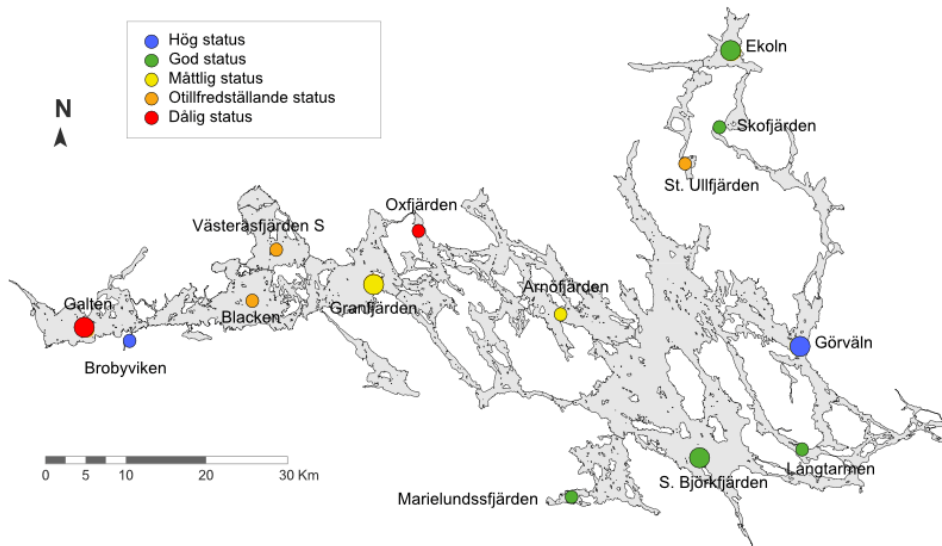 Hög status
God status
Måttlig status
Otillfredställande status
Dålig status
N
Ekoln
Skofjärden
St. Ullfjärden
Oxfjärden
Västeråsfjärden S
Galten
Blacken
Granfjärden
Arnöfjärden
Görväln
Brobyviken
Långtarmen
S. Björkfjärden
Marielundssfjärden
0 5 10 20 30 Km